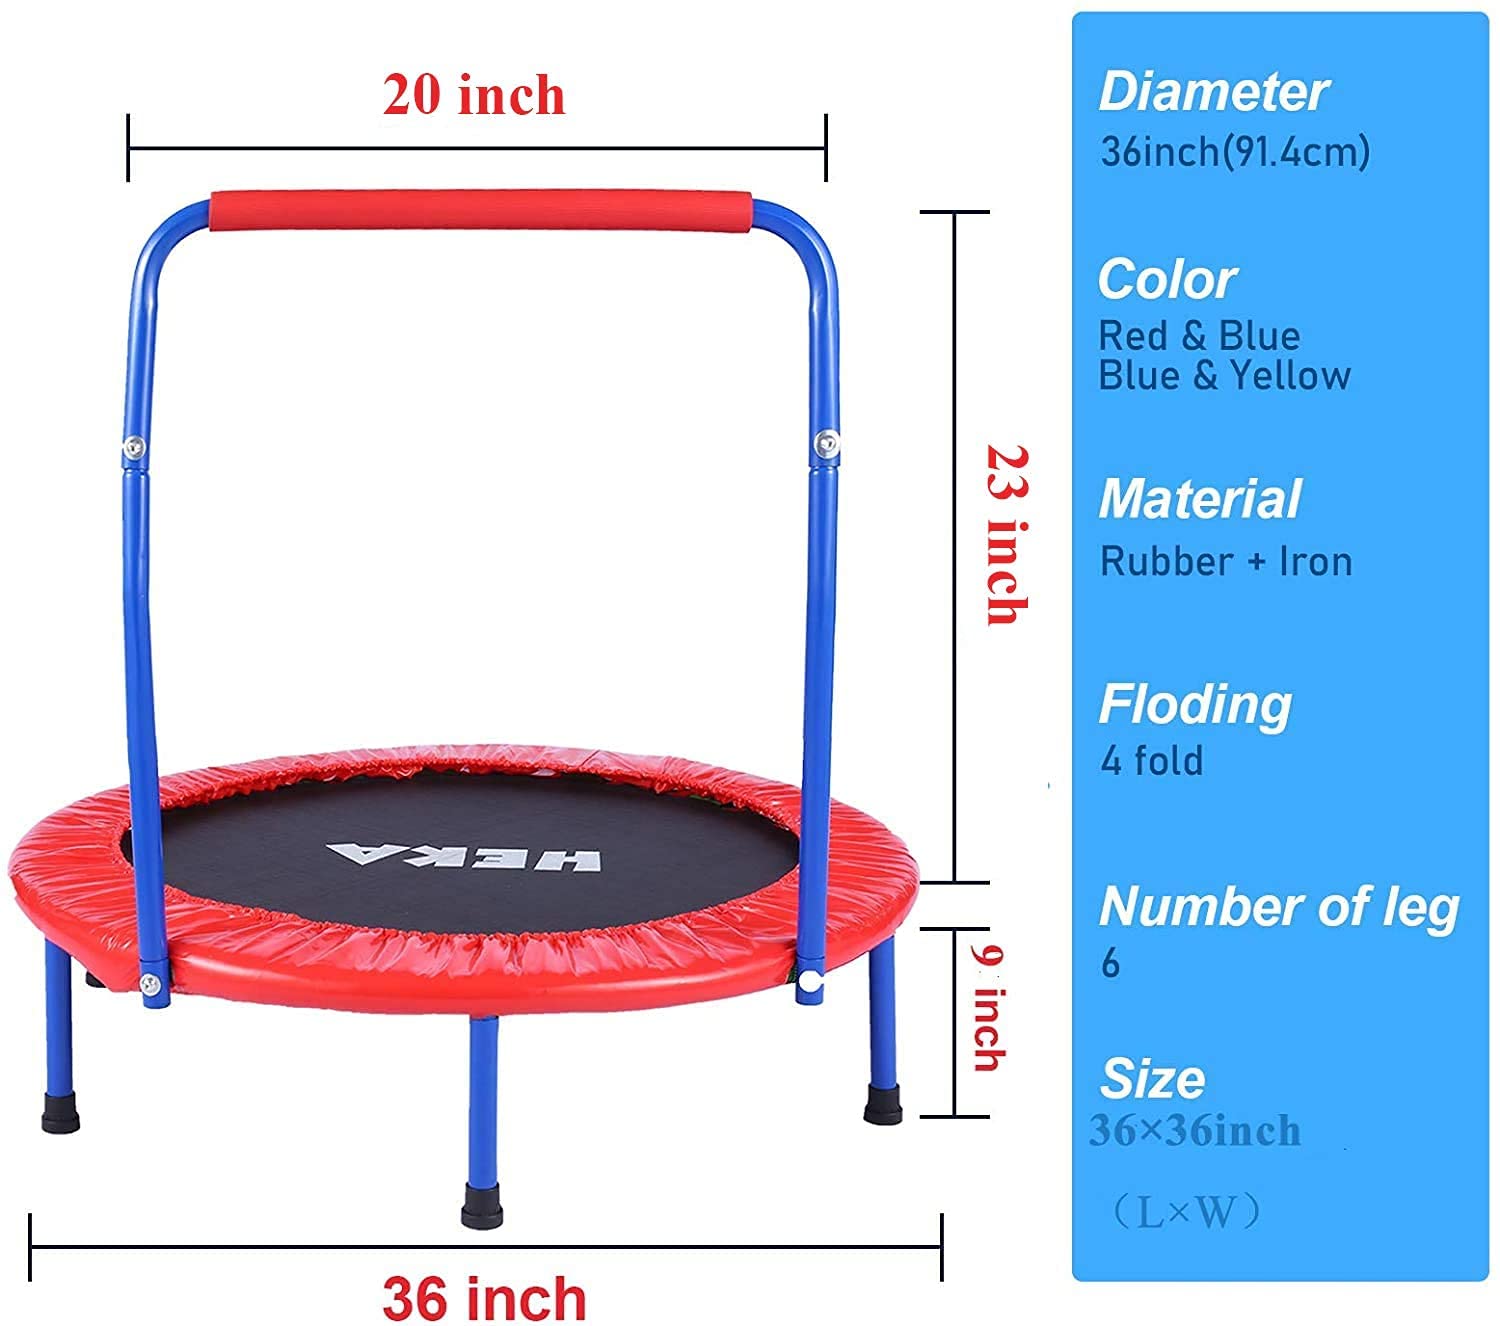 20 inch
23 inch
HEKA
9 inch
36 inch
Diameter
36inch(91.4cm)
Color
Red & Blue
Blue & Yellow
Material
Rubber + Iron
Floding
4 fold
Number of leg
6
Size
36×36inch
（L×W）